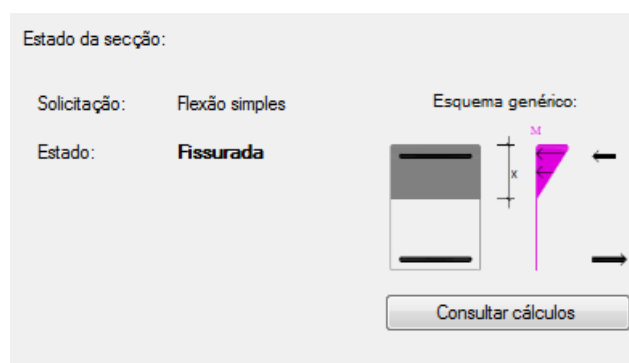 Estado da secção:
Solicitação: Flexão simples
Esquema genérico:
Estado: Fissurada
M
x
Consultar cálculos